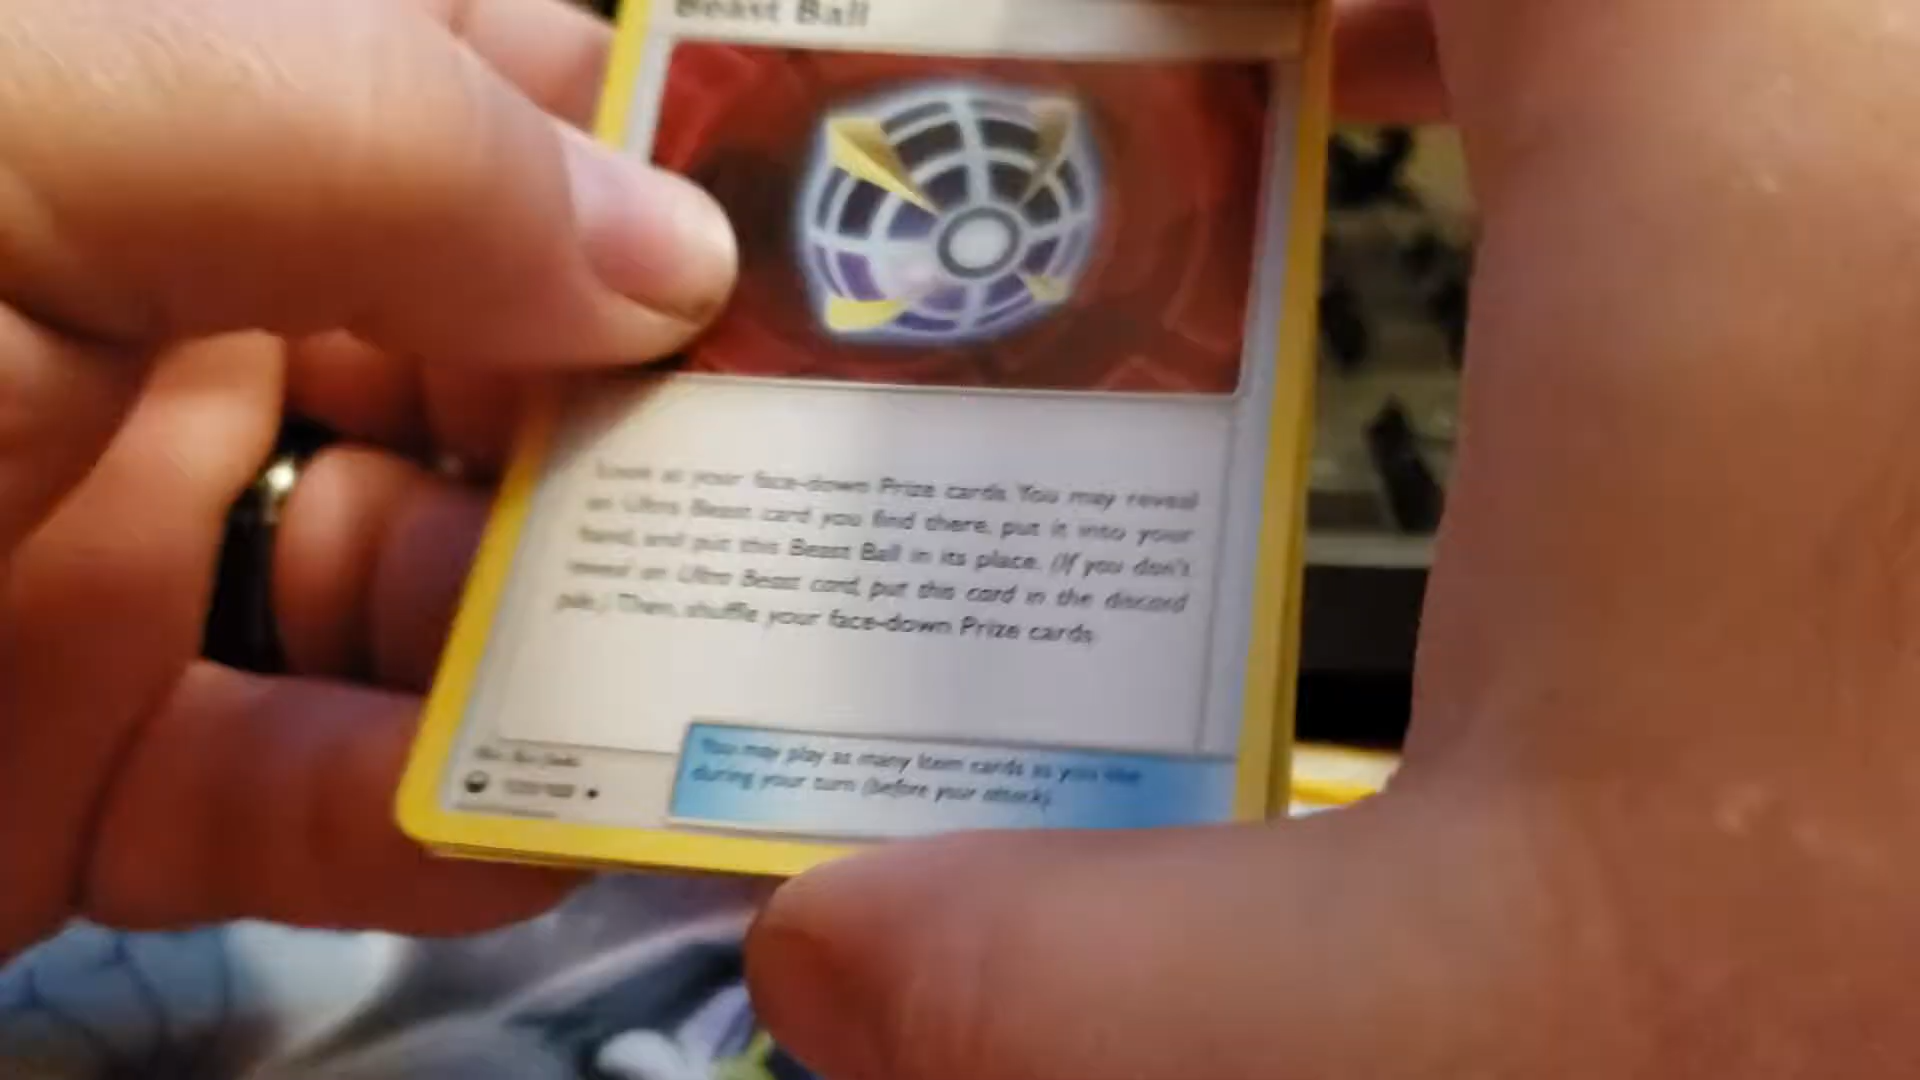 Beast Ball
Look at your face-down Prize cards. You may reveal
an Ultra Beast card you find there, put it into your
hand, and put this Beast Ball in its place. (If you don't
reveal an Ultra Beast card, put this card in the discard
pile.) Then, shuffle your face-down Prize cards.
You may play as many Item cards as you like
during your turn (before your attack).